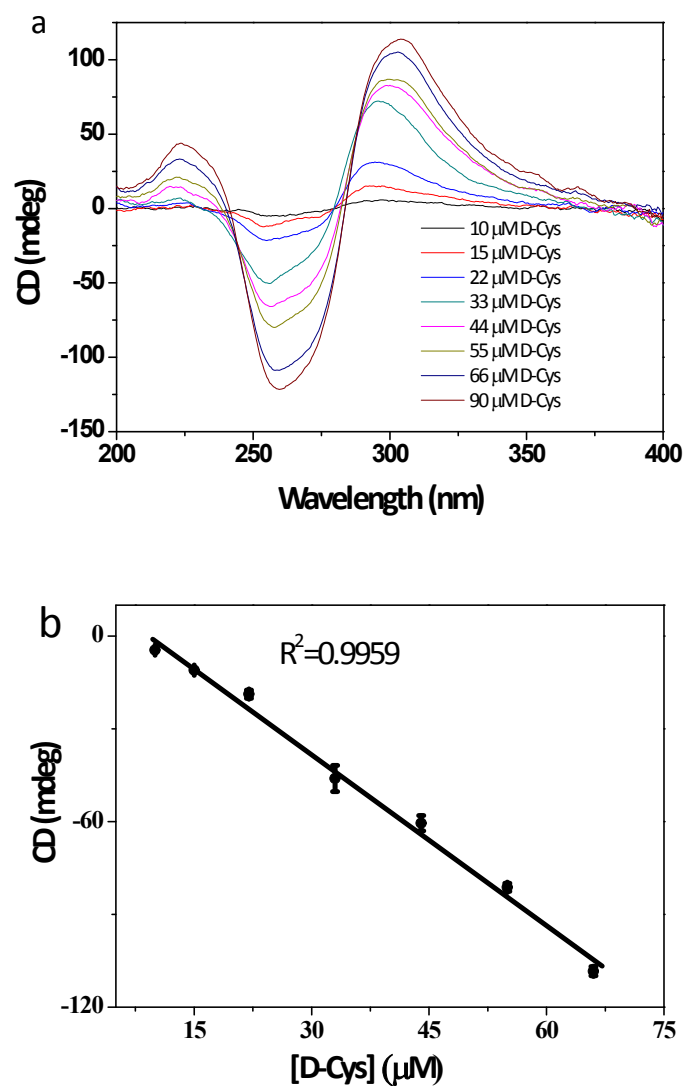 a
100
50
0
-50
-100
-150
CD (mdeg)
10 μM D-Cys
15 μM D-Cys
22 μM D-Cys
33 μM D-Cys
44 μM D-Cys
55 μM D-Cys
66 μM D-Cys
90 μM D-Cys
200 250 300 350 400
Wavelength (nm)
b
R²=0.9959
0
-60
-120
CD (mdeg)
15 30 45 60 75
[D-Cys] (μM)